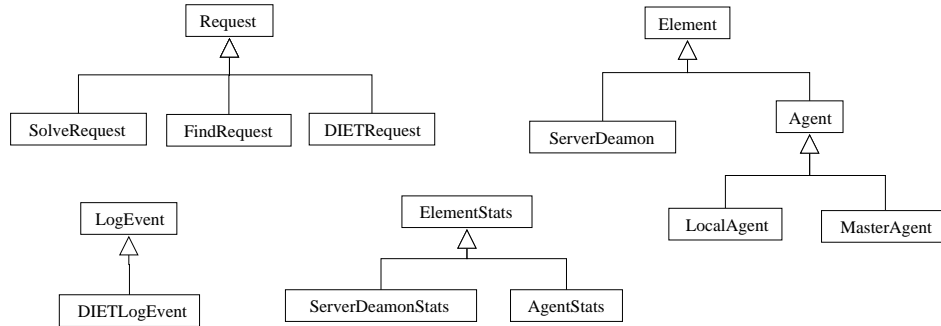 Request
SolveRequest
FindRequest
DIETRequest
Element
ServerDeamon
Agent
LocalAgent
MasterAgent
LogEvent
DIETLogEvent
ElementStats
ServerDeamonStats
AgentStats